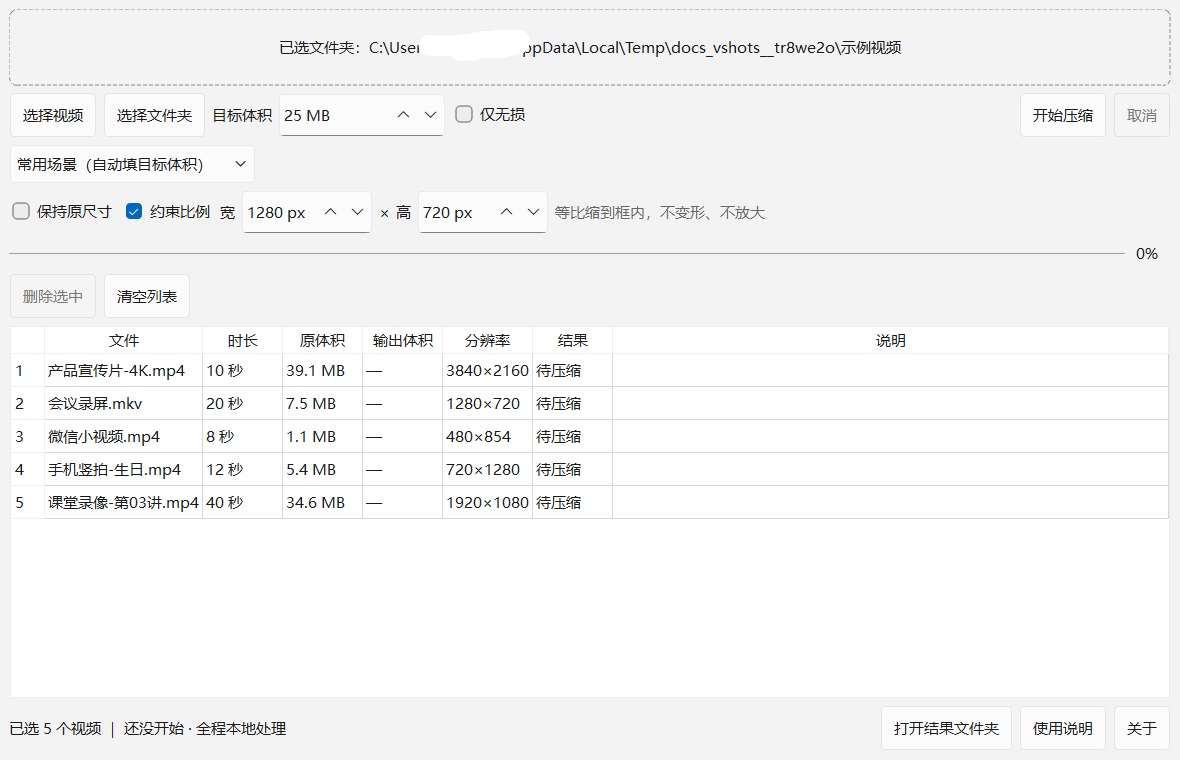 已选文件夹：C:\User ppData\Local\Temp\docs_vshots__tr8we2o\示例视频
选择视频 选择文件夹 目标体积 25 MB 仅无损 开始压缩 取消
常用场景（自动填目标体积）
保持原尺寸 约束比例 宽 1280 px × 高 720 px 等比缩到框内，不变形、不放大
0%
删除选中 清空列表
文件 时长 原体积 输出体积 分辨率 结果 说明
1 产品宣传片-4K.mp4 10 秒 39.1 MB — 3840×2160 待压缩
2 会议录屏.mkv 20 秒 7.5 MB — 1280×720 待压缩
3 微信小视频.mp4 8 秒 1.1 MB — 480×854 待压缩
4 手机竖拍-生日.mp4 12 秒 5.4 MB — 720×1280 待压缩
5 课堂录像-第03讲.mp4 40 秒 34.6 MB — 1920×1080 待压缩
已选 5 个视频 ｜ 还没开始 · 全程本地处理 打开结果文件夹 使用说明 关于